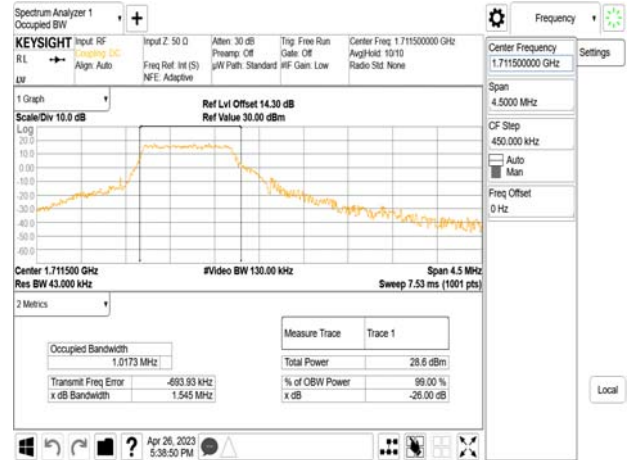 Spectrum Analyzer 1
Occupied BW
+
Frequency
KEYSIGHT
RL
Input: RF
Coupling: DC
Align: Auto
Input Z: 50 Ω
Freq Ref: Int (S)
NFE: Adaptive
Atten: 30 dB
Preamp: Off
µW Path: Standard
Trig: Free Run
Gate: Off
#IF Gain: Low
Center Freq: 1.711500000 GHz
Avg|Hold: 10/10
Radio Std: None
1 Graph
Scale/Div 10.0 dB
Ref Lvl Offset 14.30 dB
Ref Value 30.00 dBm
Log
20.0
10.0
0.00
-10.0
-20.0
-30.0
-40.0
-50.0
-60.0
Center 1.711500 GHz
Res BW 43.000 kHz
#Video BW 130.00 kHz
Span 4.5 MHz
Sweep 7.53 ms (1001 pts)
2 Metrics
Occupied Bandwidth
1.0173 MHz
Transmit Freq Error -693.93 kHz
x dB Bandwidth 1.545 MHz
Measure Trace Trace 1
Total Power 28.6 dBm
% of OBW Power 99.00 %
x dB -26.00 dB
Center Frequency
1.711500000 GHz
Settings
Span
4.5000 MHz
CF Step
450.000 kHz
Auto
Man
Freq Offset
0 Hz
Local
?
Apr 26, 2023
5:38:50 PM